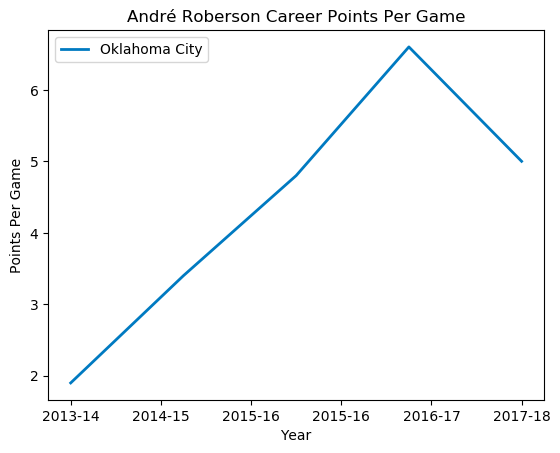 André Roberson Career Points Per Game
Oklahoma City
Points Per Game
6
5
4
3
2
2013-14 2014-15 2015-16 2015-16 2016-17 2017-18
Year